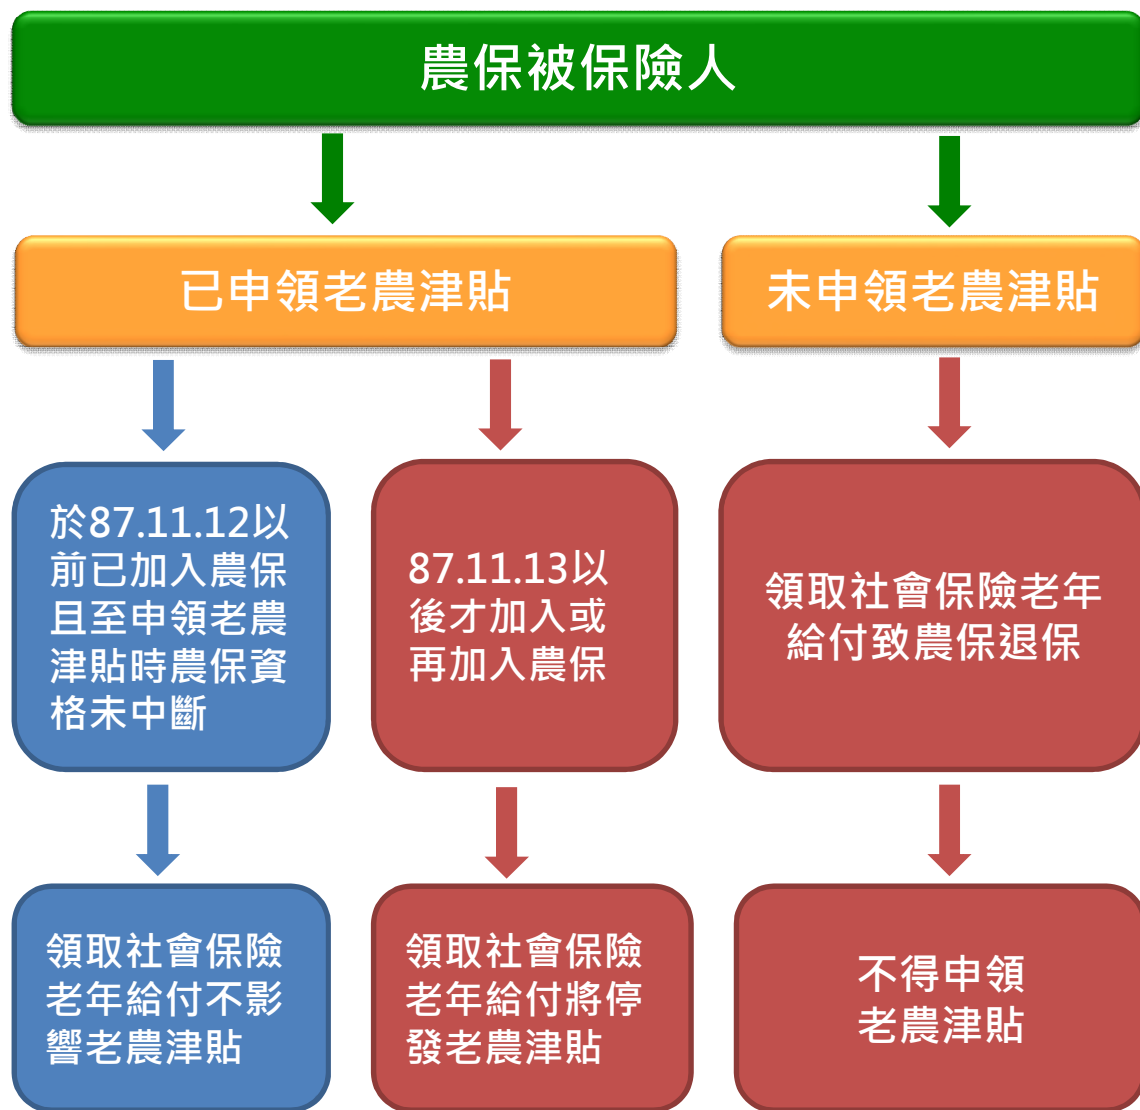 農保被保險人
已申領老農津貼
未申領老農津貼
於87.11.12以
前已加入農保
且至申領老農
津貼時農保資
格未中斷
87.11.13以
後才加入或
再加入農保
領取社會保險老年
給付致農保退保
領取社會保險
老年給付不影
響老農津貼
領取社會保險
老年給付將停
發老農津貼
不得申領
老農津貼